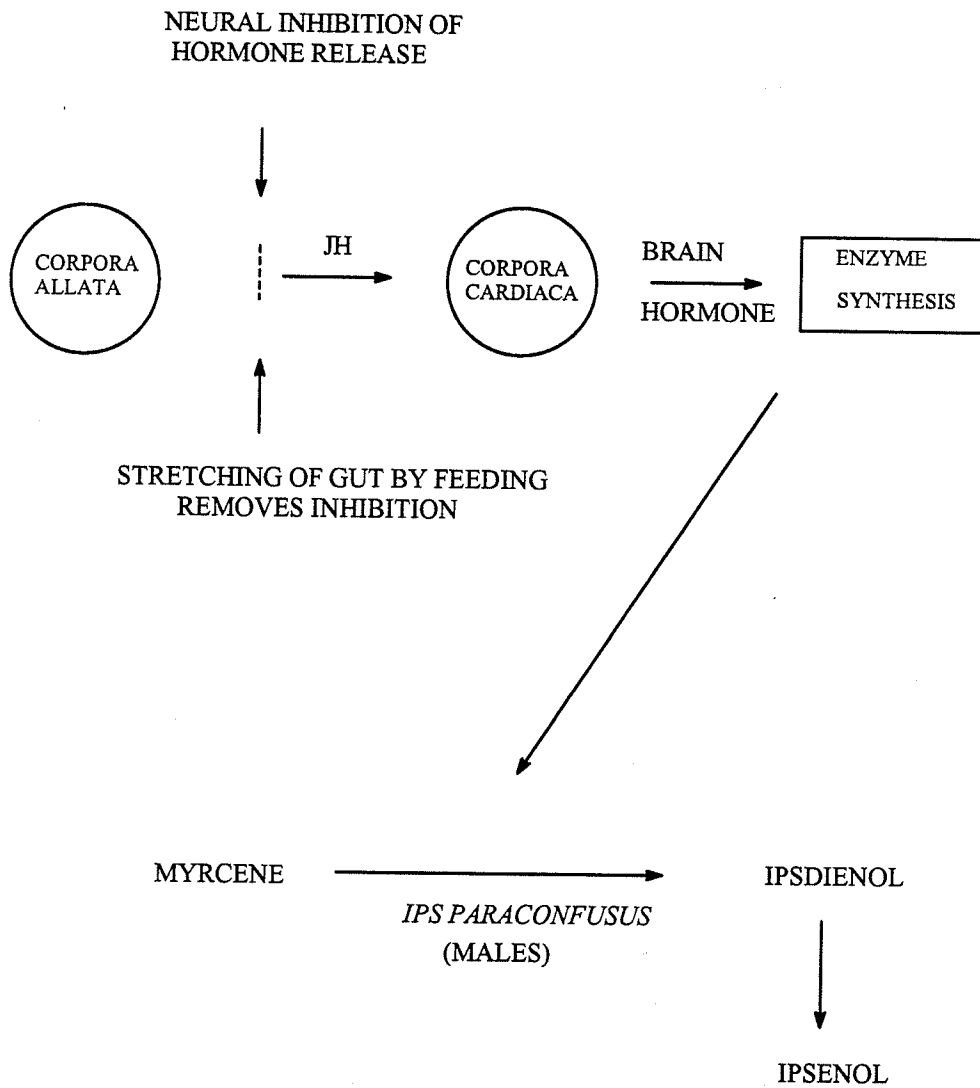 NEURAL INHIBITION OF
HORMONE RELEASE
CORPORA
ALLATA
JH
CORPORA
CARDIACA
BRAIN
HORMONE
ENZYME
SYNTHESIS
STRETCHING OF GUT BY FEEDING
REMOVES INHIBITION
MYRCENE
IPS PARACONFUSUS
(MALES)
IPSDIENOL
IPSENOL